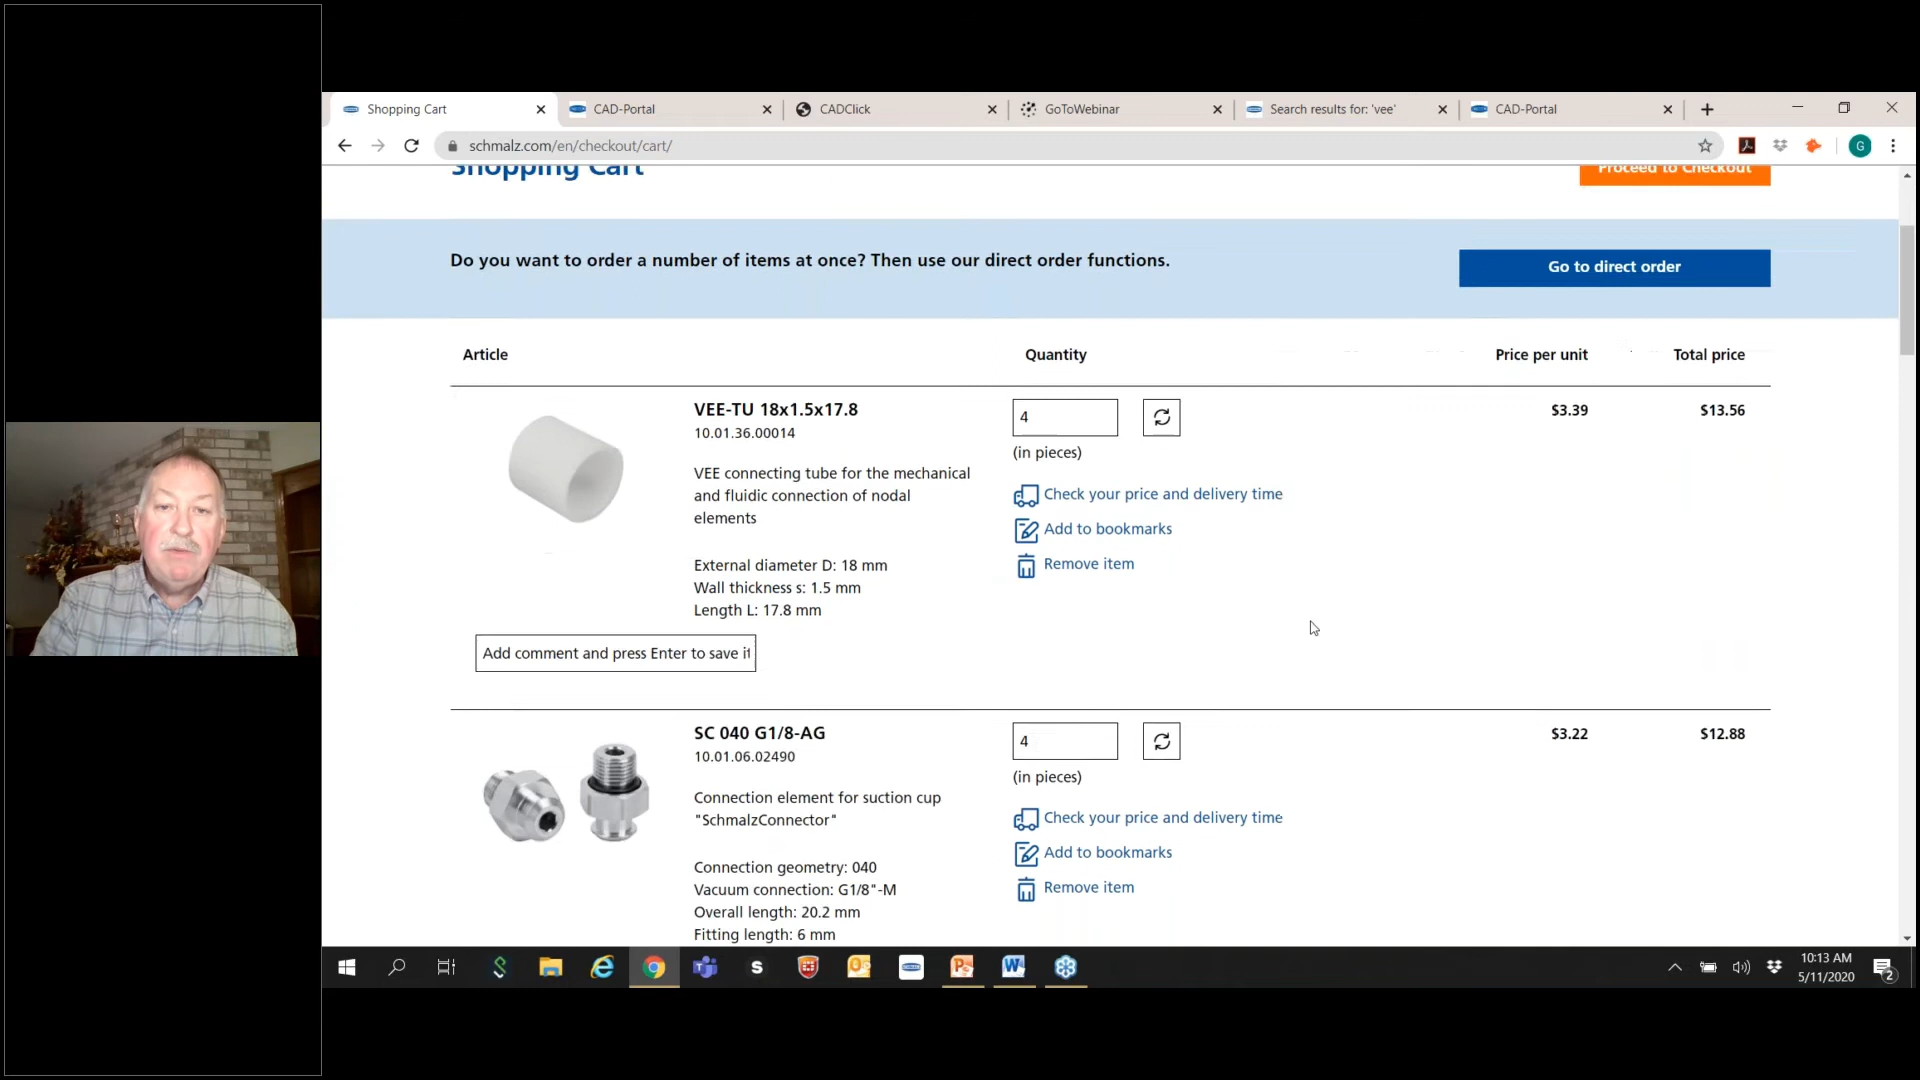 Shopping Cart
CAD-Portal
CADClick
GoToWebinar
Search results for: 'vee'
CAD-Portal
schmalz.com/en/checkout/cart/
G
Shopping Cart
Proceed to Checkout
Do you want to order a number of items at once? Then use our direct order functions.
Go to direct order
Article
Quantity
Price per unit
Total price
VEE-TU 18x1.5x17.8
10.01.36.00014
VEE connecting tube for the mechanical
and fluidic connection of nodal
elements
External diameter D: 18 mm
Wall thickness s: 1.5 mm
Length L: 17.8 mm
4
(in pieces)
Check your price and delivery time
Add to bookmarks
Remove item
$3.39
$13.56
Add comment and press Enter to save it
SC 040 G1/8-AG
10.01.06.02490
Connection element for suction cup
"SchmalzConnector"
Connection geometry: 040
Vacuum connection: G1/8"-M
Overall length: 20.2 mm
Fitting length: 6 mm
4
(in pieces)
Check your price and delivery time
Add to bookmarks
Remove item
$3.22
$12.88
10:13 AM
5/11/2020
2